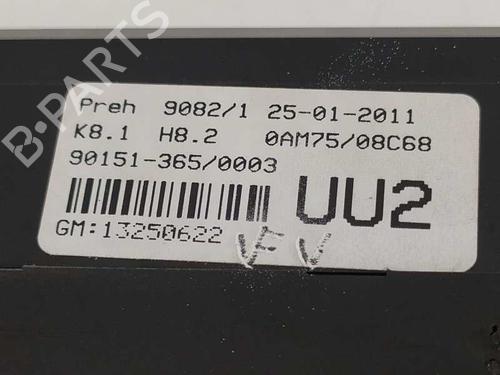 B-PARTS
Preh 9082/1 25-01-2011
K8.1 H8.2 0AM75/08C68
90151-365/0003
UU2
GM:13250622
VFV